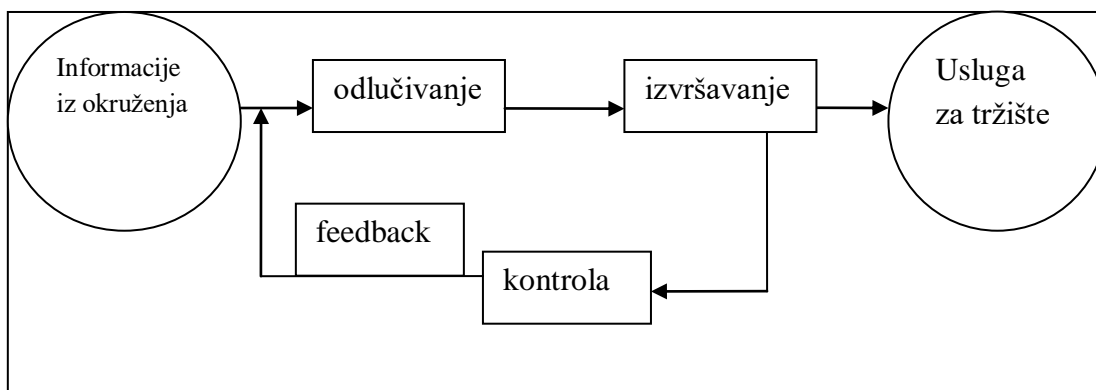 Informacije
iz okruženja
odlučivanje
izvršavanje
Usluga
za tržište
feedback
kontrola